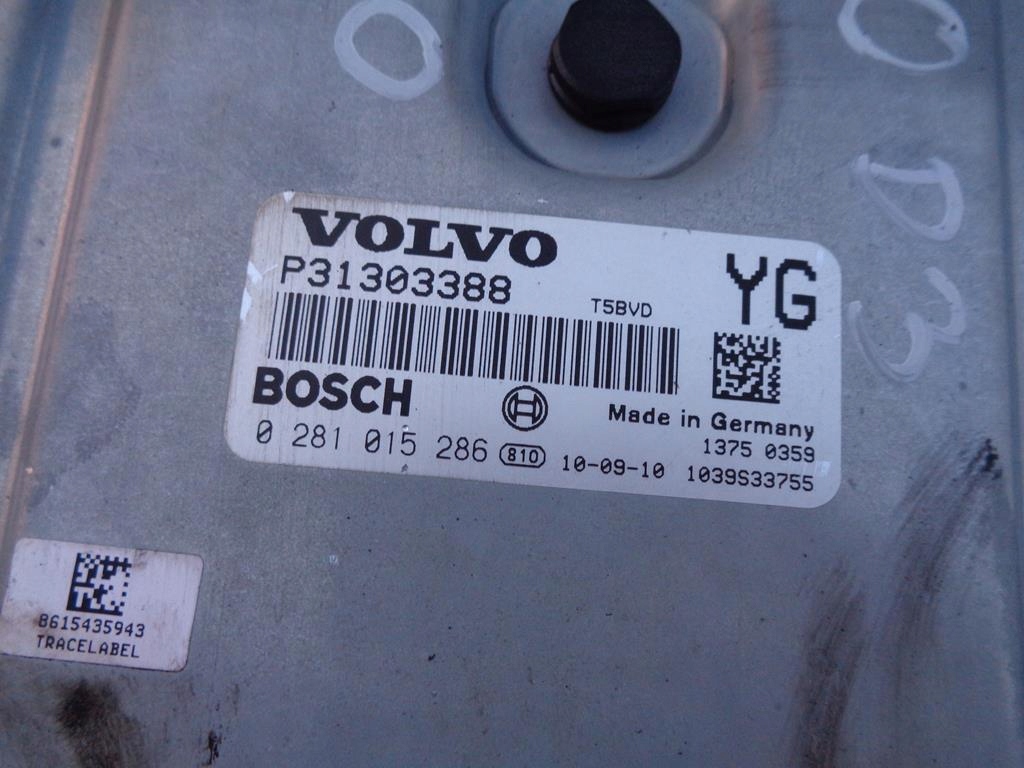 O
O
D
3
VOLVO
P31303388
T5BVD
YG
BOSCH
Made in Germany
0 281 015 286 810 10-09-10
1375 0359
1039S33755
8615435943
TRACELABEL